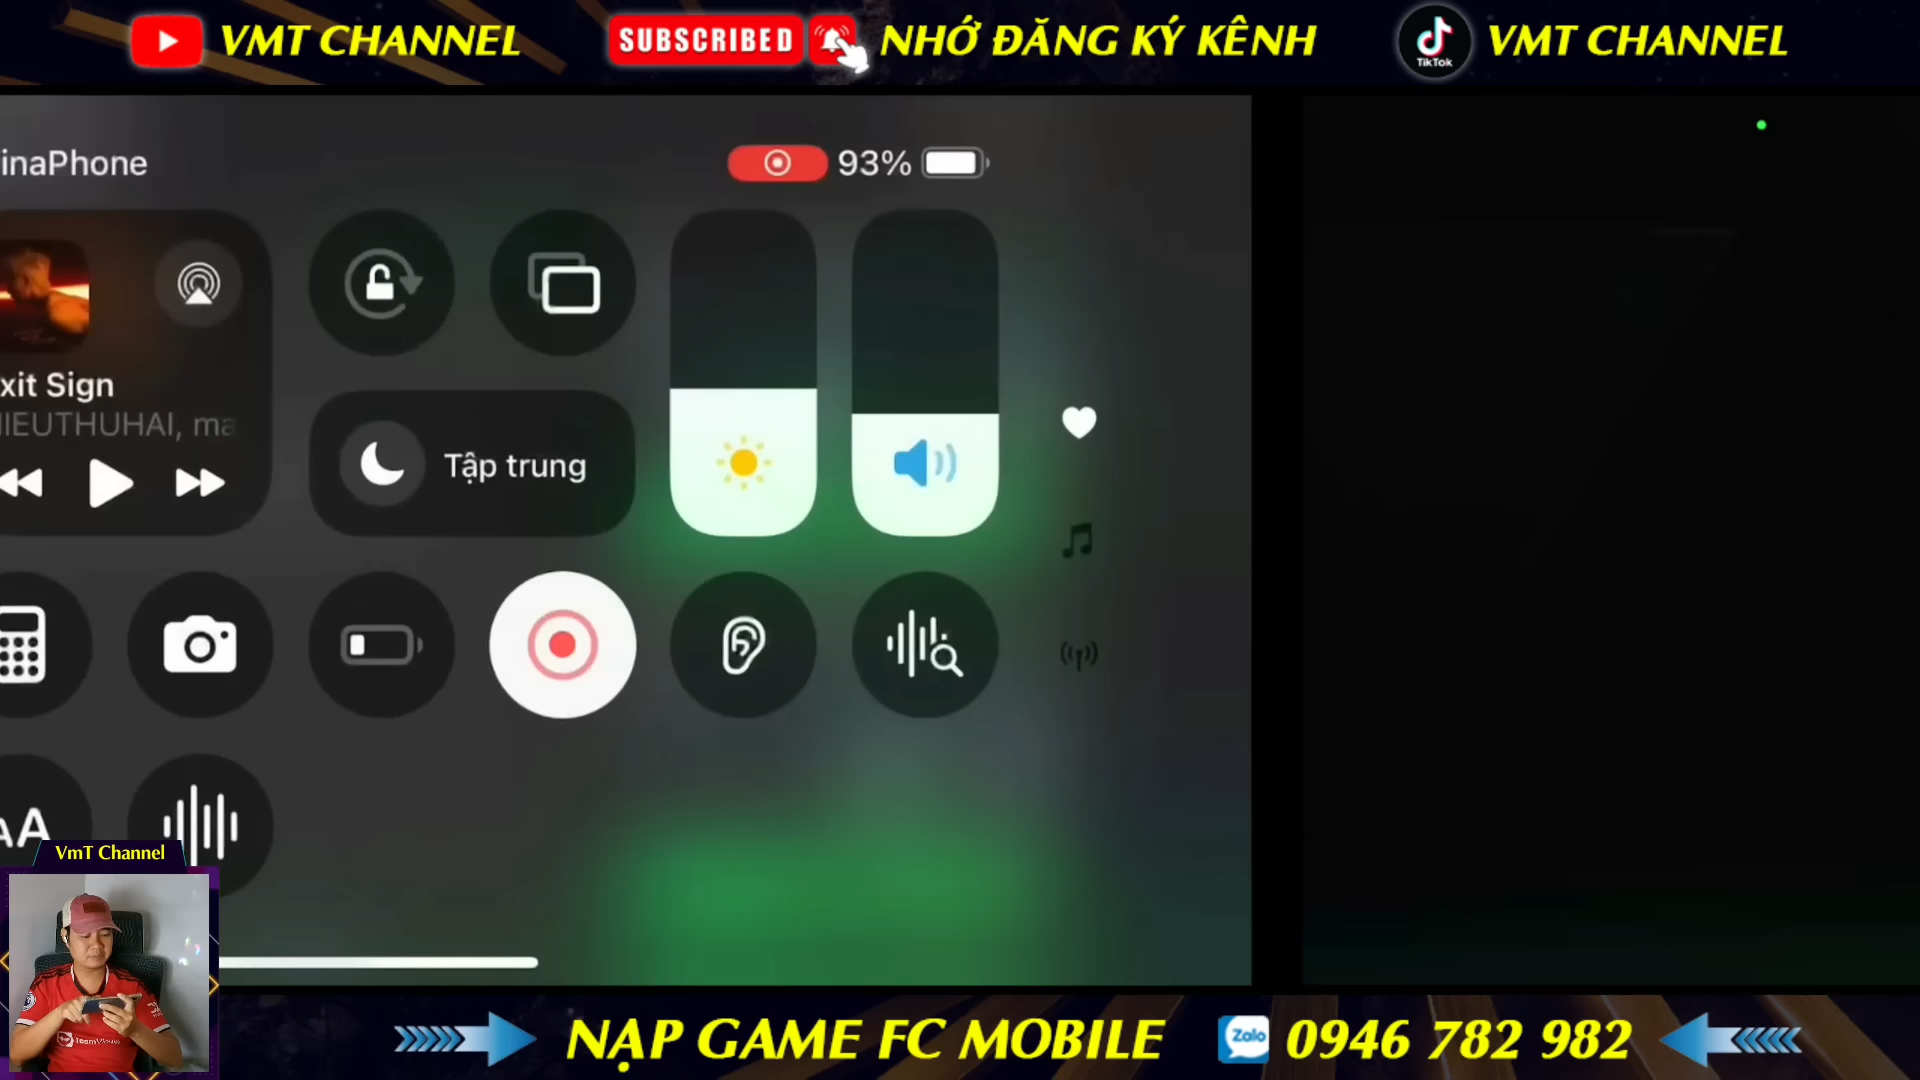 VMT CHANNEL
SUBSCRIBED
NHỚ ĐĂNG KÝ KÊNH
TikTok
VMT CHANNEL
inaPhone
93%
xit Sign
IEUTHUHAI, ma
Tập trung
AA
VmT Channel
TeamViewer
NẠP GAME FC MOBILE
Zalo
0946 782 982